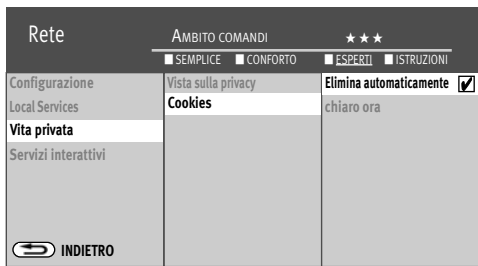 Rete
AMBITO COMANDI ★★★
SEMPLICE CONFORTO ESPERTI ISTRUZIONI
Configurazione
Local Services
Vita privata
Servizi interattivi
INDIETRO
Vista sulla privacy
Cookies
Elimina automaticamente ✔
chiaro ora